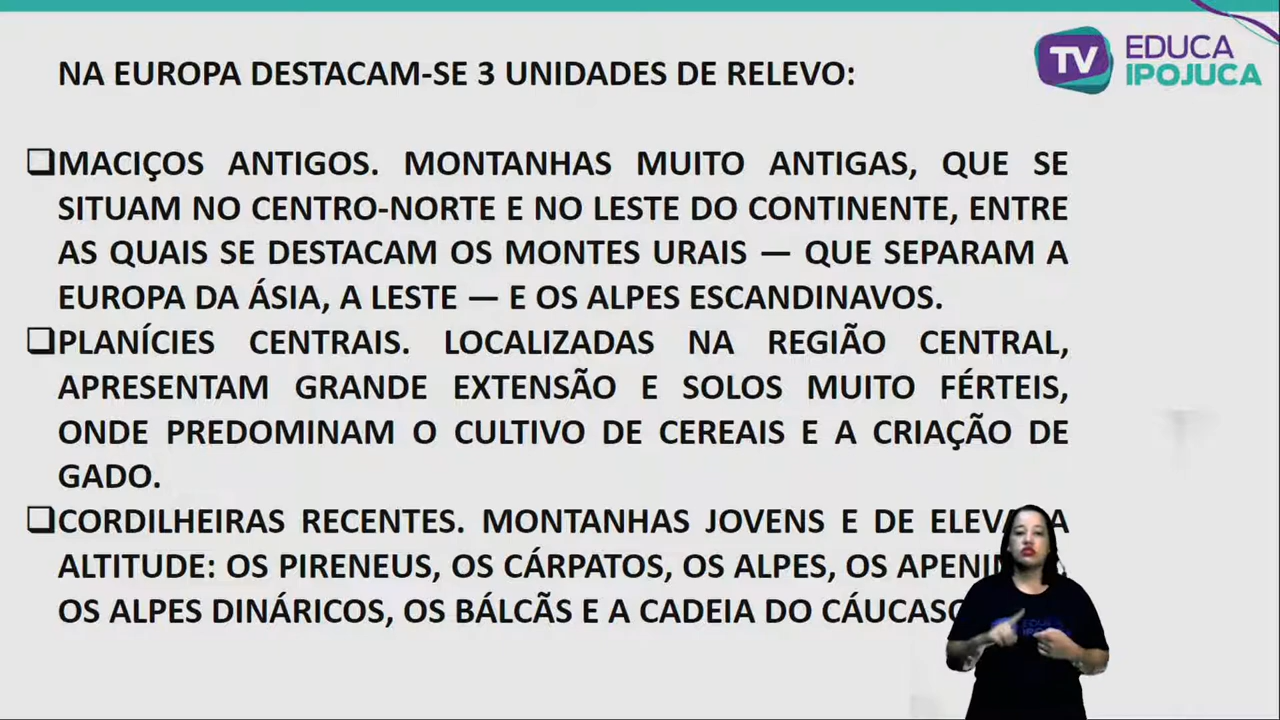 NA EUROPA DESTACAM-SE 3 UNIDADES DE RELEVO:
TV EDUCA
IPOJUCA
MACIÇOS ANTIGOS. MONTANHAS MUITO ANTIGAS, QUE SE
SITUAM NO CENTRO-NORTE E NO LESTE DO CONTINENTE, ENTRE
AS QUAIS SE DESTACAM OS MONTES URAIS — QUE SEPARAM A
EUROPA DA ÁSIA, A LESTE — E OS ALPES ESCANDINAVOS.
PLANÍCIES CENTRAIS. LOCALIZADAS NA REGIÃO CENTRAL,
APRESENTAM GRANDE EXTENSÃO E SOLOS MUITO FÉRTEIS,
ONDE PREDOMINAM O CULTIVO DE CEREAIS E A CRIAÇÃO DE
GADO.
CORDILHEIRAS RECENTES. MONTANHAS JOVENS E DE
ALTITUDE: OS PIRENEUS, OS CÁRPATOS, OS ALPES, OS
OS ALPES DINÁRICOS, OS BÁLCÃS E A CADEIA DO